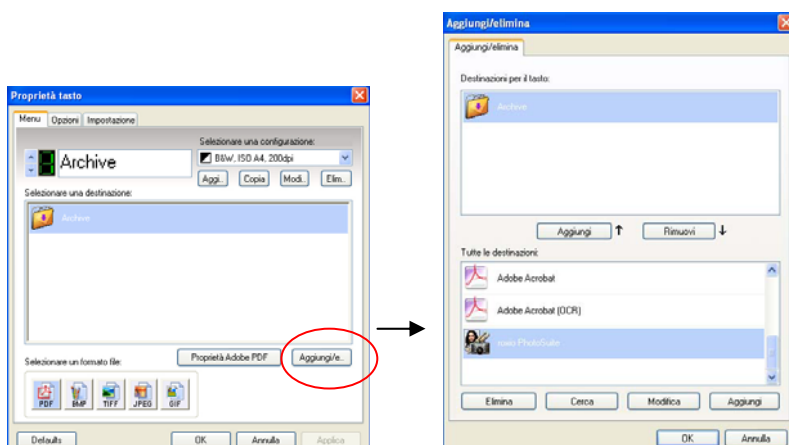 Proprietà tasto
Menu Opzioni Impostazione
Selezionare una configurazione:
Archive
B&W, ISO A4, 200dpi
Aggi.. Copia Modi.. Elim..
Selezionare una destinazione:
Archive
Proprietà Adobe PDF Aggiungi/e..
Selezionare un formato file:
PDF BMP TIFF JPEG GIF
Defaults OK Annulla Applica
Aggiungi/elimina
Aggiungi/elimina
Destinazioni per il tasto:
Archive
Aggiungi Rimuovi
Tutte le destinazioni:
Adobe Acrobat
Adobe Acrobat (OCR)
roxio PhotoSuite
Elimina Cerca Modifica Aggiungi
OK Annulla